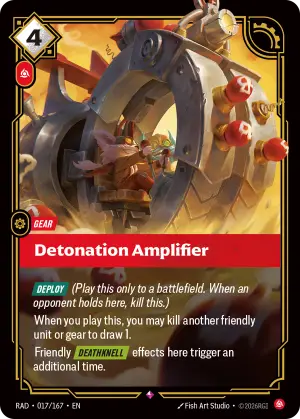 4
GEAR
Detonation Amplifier
DEPLOY (Play this only to a battlefield. When an
opponent holds here, kill this.)
When you play this, you may kill another friendly
unit or gear to draw 1.
Friendly DEATHKNELL effects here trigger an
additional time.
RAD • 017/167 • EN
Fish Art Studio • ©2026RGI